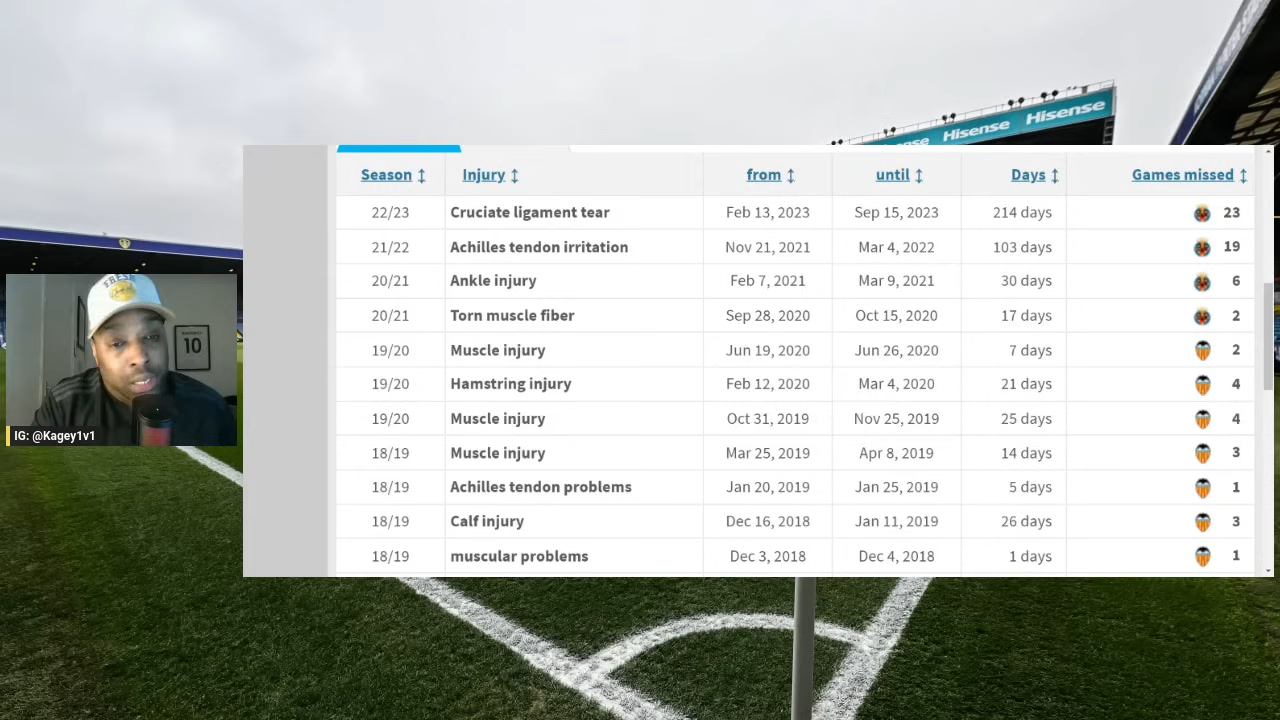 Hisense Hisense
Season Injury from until Days Games missed
22/23 Cruciate ligament tear Feb 13, 2023 Sep 15, 2023 214 days 23
21/22 Achilles tendon irritation Nov 21, 2021 Mar 4, 2022 103 days 19
20/21 Ankle injury Feb 7, 2021 Mar 9, 2021 30 days 6
20/21 Torn muscle fiber Sep 28, 2020 Oct 15, 2020 17 days 2
19/20 Muscle injury Jun 19, 2020 Jun 26, 2020 7 days 2
19/20 Hamstring injury Feb 12, 2020 Mar 4, 2020 21 days 4
19/20 Muscle injury Oct 31, 2019 Nov 25, 2019 25 days 4
18/19 Muscle injury Mar 25, 2019 Apr 8, 2019 14 days 3
18/19 Achilles tendon problems Jan 20, 2019 Jan 25, 2019 5 days 1
18/19 Calf injury Dec 16, 2018 Jan 11, 2019 26 days 3
18/19 muscular problems Dec 3, 2018 Dec 4, 2018 1 days 1
10
IG: @Kagey1v1